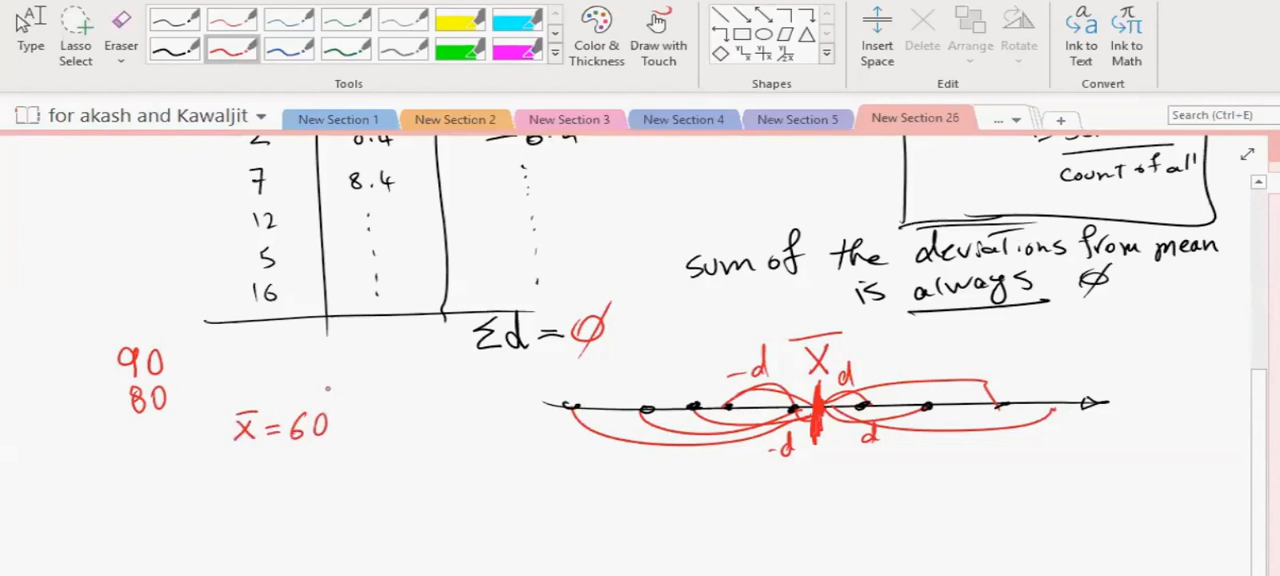 Type
Lasso Select
Eraser
Color & Thickness
Draw with Touch
Insert Space
Delete
Arrange
Rotate
Ink to Text
Ink to Math
Tools
Shapes
Edit
Convert
for akash and Kawaljit
New Section 1
New Section 2
New Section 3
New Section 4
New Section 5
New Section 26
...
Search (Ctrl+E)
7 8.4
12
5
16
count of all
sum of the deviations from mean
is always ∅
Σd = ∅
90
80
x̄ = 60
X̄
-d
d
-d
d